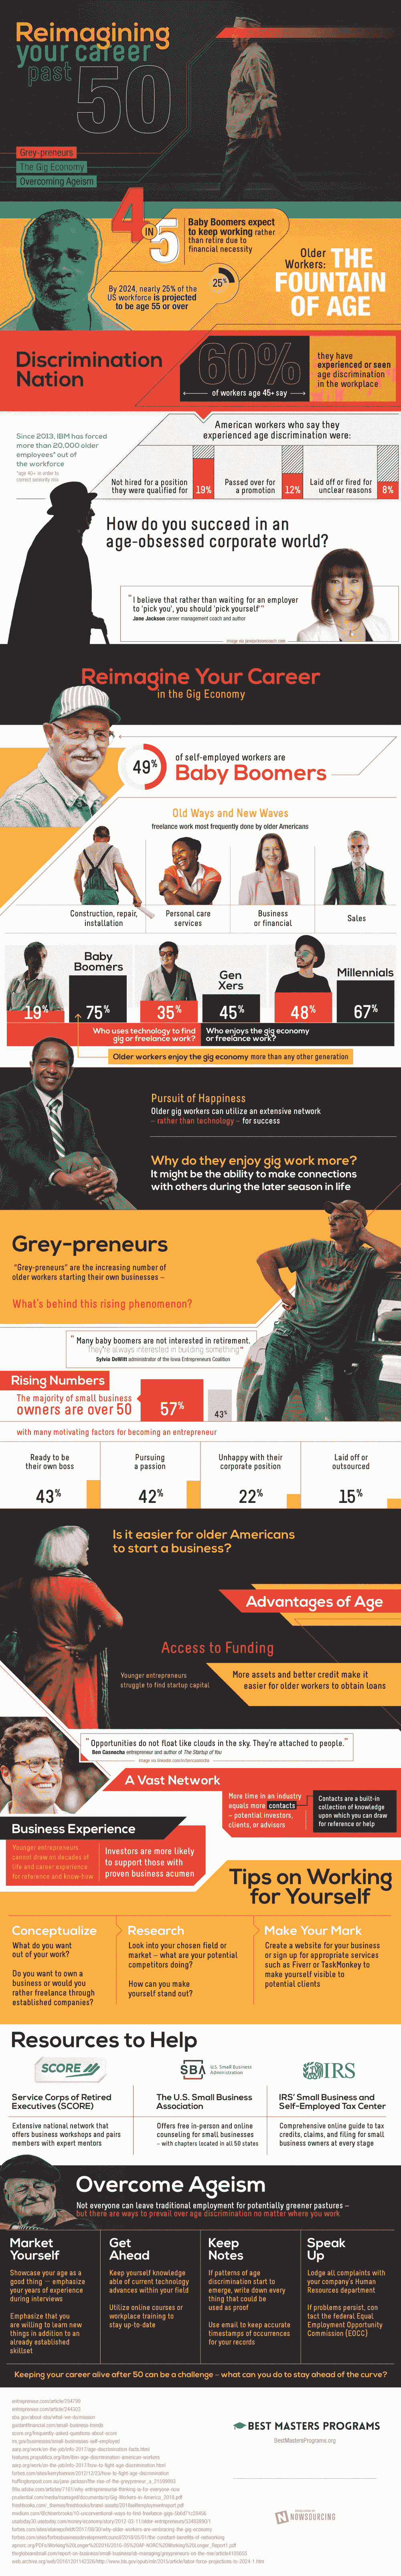 Reimagining
your career
past
50
Grey-preneurs
The Gig Economy
Overcoming Ageism
4 IN 5
Baby Boomers expect
to keep working rather
than retire due to
financial necessity
25%
By 2024, nearly 25% of the
US workforce is projected
to be age 55 or over
Older
Workers: THE
FOUNTAIN
OF AGE
Discrimination
Nation
60%
of workers age 45+ say
they have
experienced or seen
age discrimination
in the workplace
Since 2013, IBM has forced
more than 20,000 older
employees* out of
the workforce
*age 40+ in order to
correct seniority mix
American workers who say they
experienced age discrimination were:
Not hired for a position
they were qualified for 19%
Passed over for
a promotion 12%
Laid off or fired for
unclear reasons 8%
How do you succeed in an
age-obsessed corporate world?
"I believe that rather than waiting for an employer
to 'pick you', you should 'pick yourself'"
Jane Jackson career management coach and author
Reimagine Your Career
in the Gig Economy
49%
of self-employed workers are
Baby Boomers
Old Ways and New Waves
freelance work most frequently done by older Americans
Construction, repair,
installation
Personal care
services
Business
or financial
Sales
Baby
Boomers
19% 75%
Gen
Xers
35% 45%
Millennials
48% 67%
Who uses technology to find
gig or freelance work?
Who enjoys the gig economy
or freelance work?
Older workers enjoy the gig economy more than any other generation
Pursuit of Happiness
Older gig workers can utilize an extensive network
– rather than technology – for success
Why do they enjoy gig work more?
It might be the ability to make connections
with others during the later season in life
Grey-preneurs
"Grey-preneurs" are the increasing number of
older workers starting their own businesses –
What's behind this rising phenomenon?
"Many baby boomers are not interested in retirement.
They're always interested in building something"
Sylvia DeWitt administrator of the Iowa Entrepreneurs Coalition
Rising Numbers
The majority of small business
owners are over 50
57%
43%
with many motivating factors for becoming an entrepreneur
Ready to be
their own boss
43%
Pursuing
a passion
42%
Unhappy with their
corporate position
22%
Laid off or
outsourced
15%
Is it easier for older Americans
to start a business?
Advantages of Age
Access to Funding
Younger entrepreneurs
struggle to find startup capital
More assets and better credit make it
easier for older workers to obtain loans
"Opportunities do not float like clouds in the sky. They're attached to people."
Ben Casnocha entrepreneur and author of The Startup of You
A Vast Network
More time in an industry
equals more contacts
– potential investors,
clients, or advisors
Contacts are a built-in
collection of knowledge
upon which you can draw
for reference or help
Business Experience
Younger entrepreneurs
cannot draw on decades of
life and career experience
for reference and know-how
Investors are more likely
to support those with
proven business acumen
Tips on Working
for Yourself
Conceptualize
What do you want
out of your work?
Do you want to own a
business or would you
rather freelance through
established companies?
Research
Look into your chosen field or
market – what are your potential
competitors doing?
How can you make
yourself stand out?
Make Your Mark
Create a website for your business
or sign up for appropriate services
such as Fiverr or TaskMonkey to
make yourself visible to
potential clients
Resources to Help
SCORE
Service Corps of Retired
Executives (SCORE)
Extensive national network that
offers business workshops and pairs
members with expert mentors
SBA U.S. Small Business
Administration
The U.S. Small Business
Association
Offers free in-person and online
counseling for small businesses
– with chapters located in all 50 states
IRS
IRS' Small Business and
Self-Employed Tax Center
Comprehensive online guide to tax
credits, claims, and filing for small
business owners at every stage
Overcome Ageism
Not everyone can leave traditional employment for potentially greener pastures –
but there are ways to prevail over age discrimination no matter where you work
Market
Yourself
Showcase your age as a
good thing – emphasize
your years of experience
during interviews
Emphasize that you
are willing to learn new
things in addition to an
already established
skillset
Get
Ahead
Keep yourself knowledge
able of current technology
advances within your field
Utilize online courses or
workplace training to
stay up-to-date
Keep
Notes
If patterns of age
discrimination start to
emerge, write down every
thing that could be
used as proof
Use email to keep accurate
timestamps of occurrences
for your records
Speak
Up
Lodge all complaints with
your company's Human
Resources department
If problems persist, con
tact the federal Equal
Employment Opportunity
Commission (EOCC)
Keeping your career alive after 50 can be a challenge – what can you do to stay ahead of the curve?
entrepreneur.com/article/294799
entrepreneur.com/article/244303
BEST MASTERS PROGRAMS
BestMastersPrograms.org
NOWSOURCING